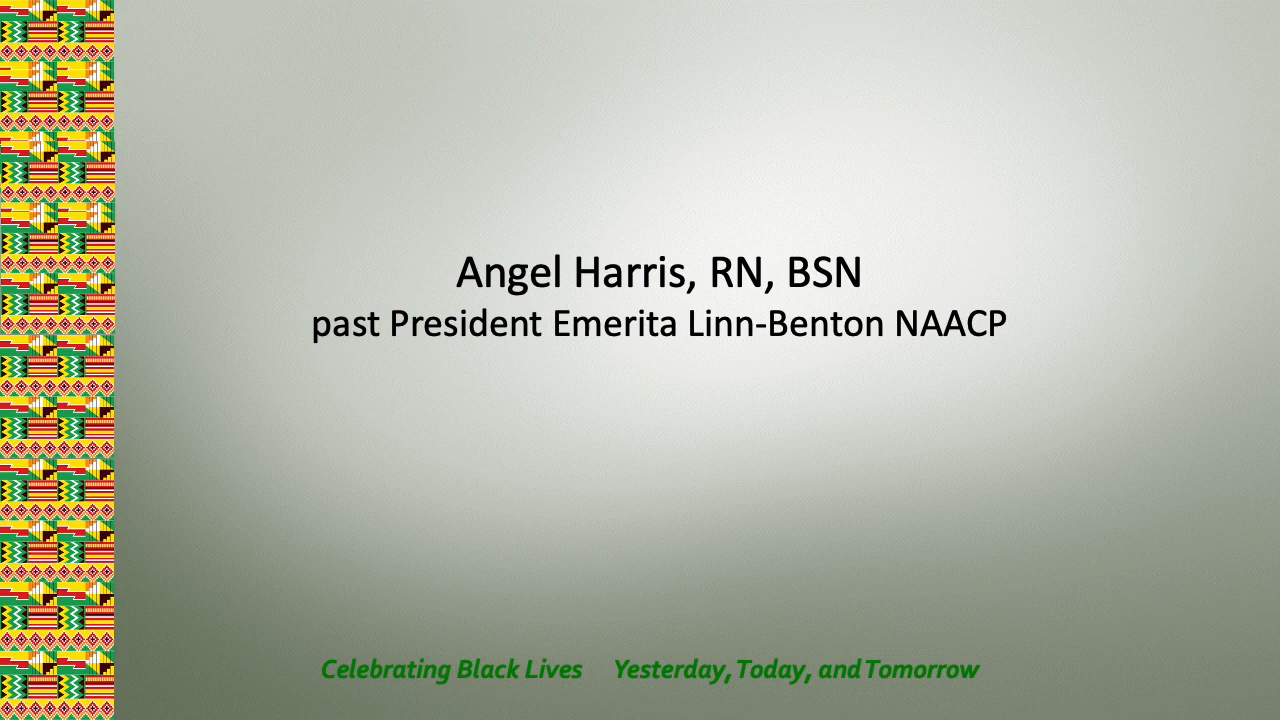 Angel Harris, RN, BSN
past President Emerita Linn-Benton NAACP
Celebrating Black Lives Yesterday, Today, and Tomorrow